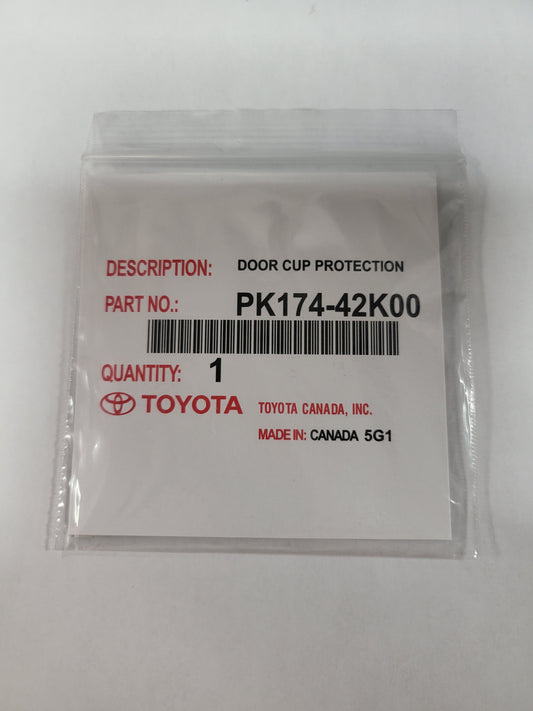 DESCRIPTION: DOOR CUP PROTECTION
PART NO.: PK174-42K00
QUANTITY: 1
TOYOTA TOYOTA CANADA, INC.
MADE IN: CANADA 5G1